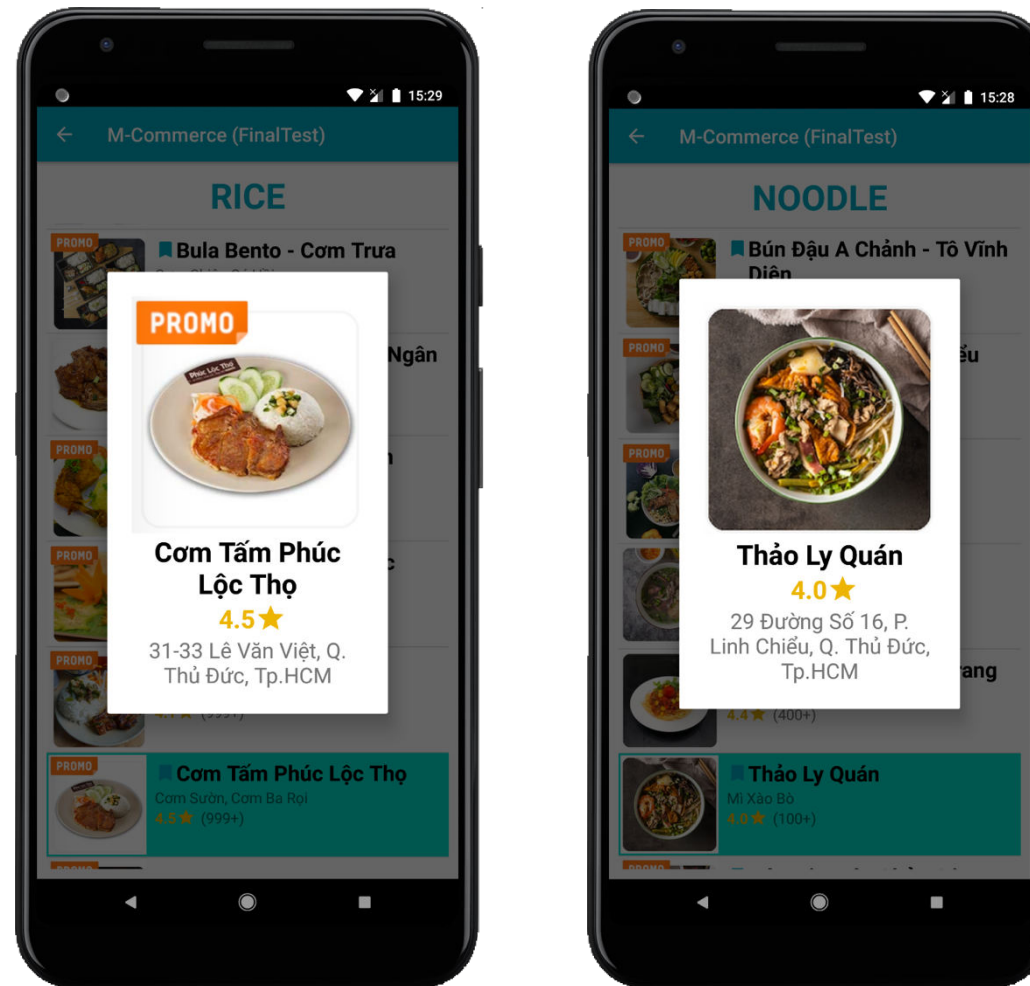 15:29
M-Commerce (FinalTest)
RICE
PROMO
Bula Bento - Cơm Trưa
Ngân
PROMO
PROMO
PROMO
PROMO
Phúc Lộc Thọ
Cơm Tấm Phúc
Lộc Thọ
4.5
31-33 Lê Văn Việt, Q.
Thủ Đức, Tp.HCM
(999+)
PROMO
Cơm Tấm Phúc Lộc Thọ
Cơm Sườn, Cơm Ba Rọi
4.5 (999+)
15:28
M-Commerce (FinalTest)
NOODLE
PROMO
Bún Đậu A Chảnh - Tô Vĩnh
Diện
PROMO
PROMO
Thảo Ly Quán
4.0
29 Đường Số 16, P.
Linh Chiểu, Q. Thủ Đức,
Tp.HCM
4.4 (400+)
Thảo Ly Quán
Mì Xào Bò
4.0 (100+)